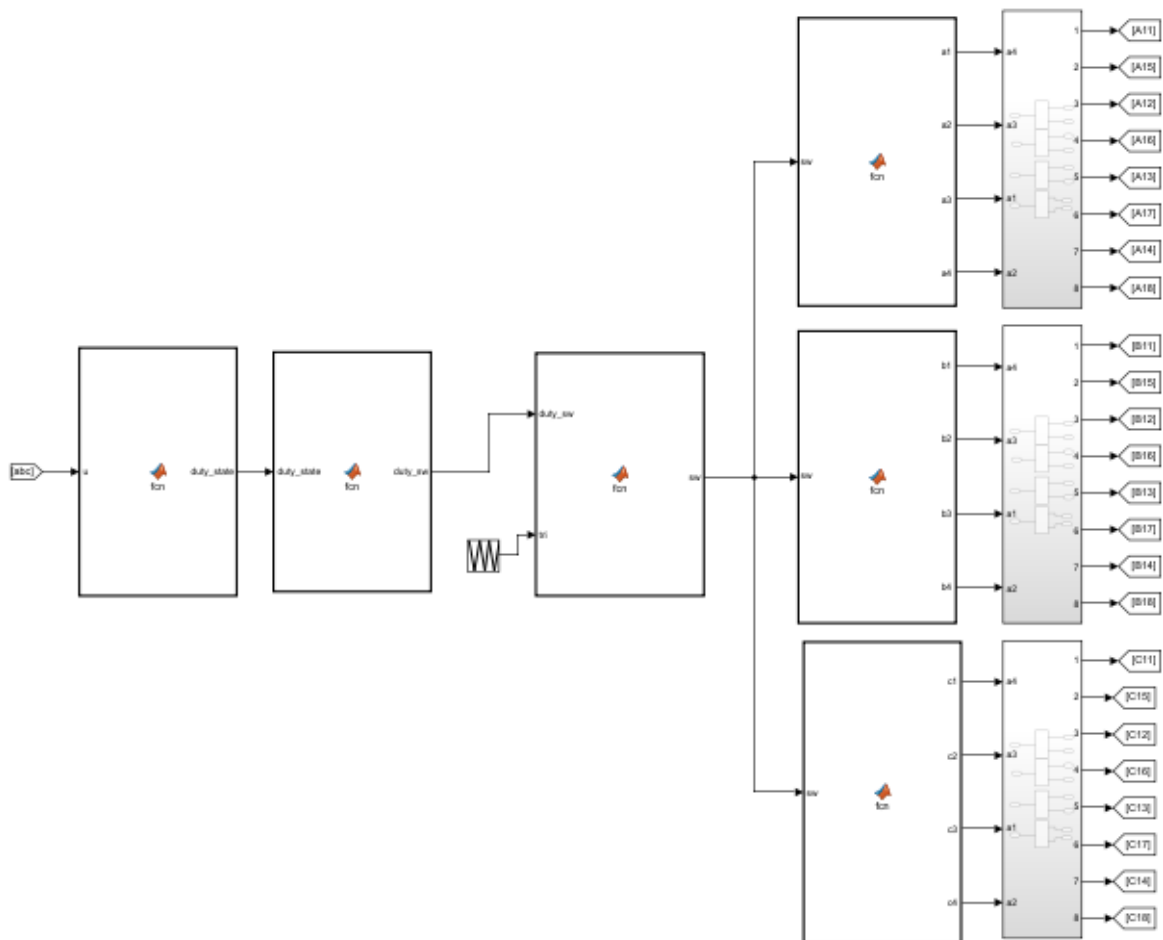 [abc]
u
fcn
duty_state
duty_state
fcn
duty_sw
duty_sw
tri
fcn
sw
sw
fcn
a1
a2
a3
a4
a4
a3
a1
a2
1
2
3
4
5
6
7
8
[A11]
[A15]
[A12]
[A16]
[A13]
[A17]
[A14]
[A18]
sw
fcn
b1
b2
b3
b4
a4
a3
a1
a2
1
2
3
4
5
6
7
8
[B11]
[B15]
[B12]
[B16]
[B13]
[B17]
[B14]
[B18]
sw
fcn
c1
c2
c3
c4
a4
a3
a1
a2
1
2
3
4
5
6
7
8
[C11]
[C15]
[C12]
[C16]
[C13]
[C17]
[C14]
[C18]